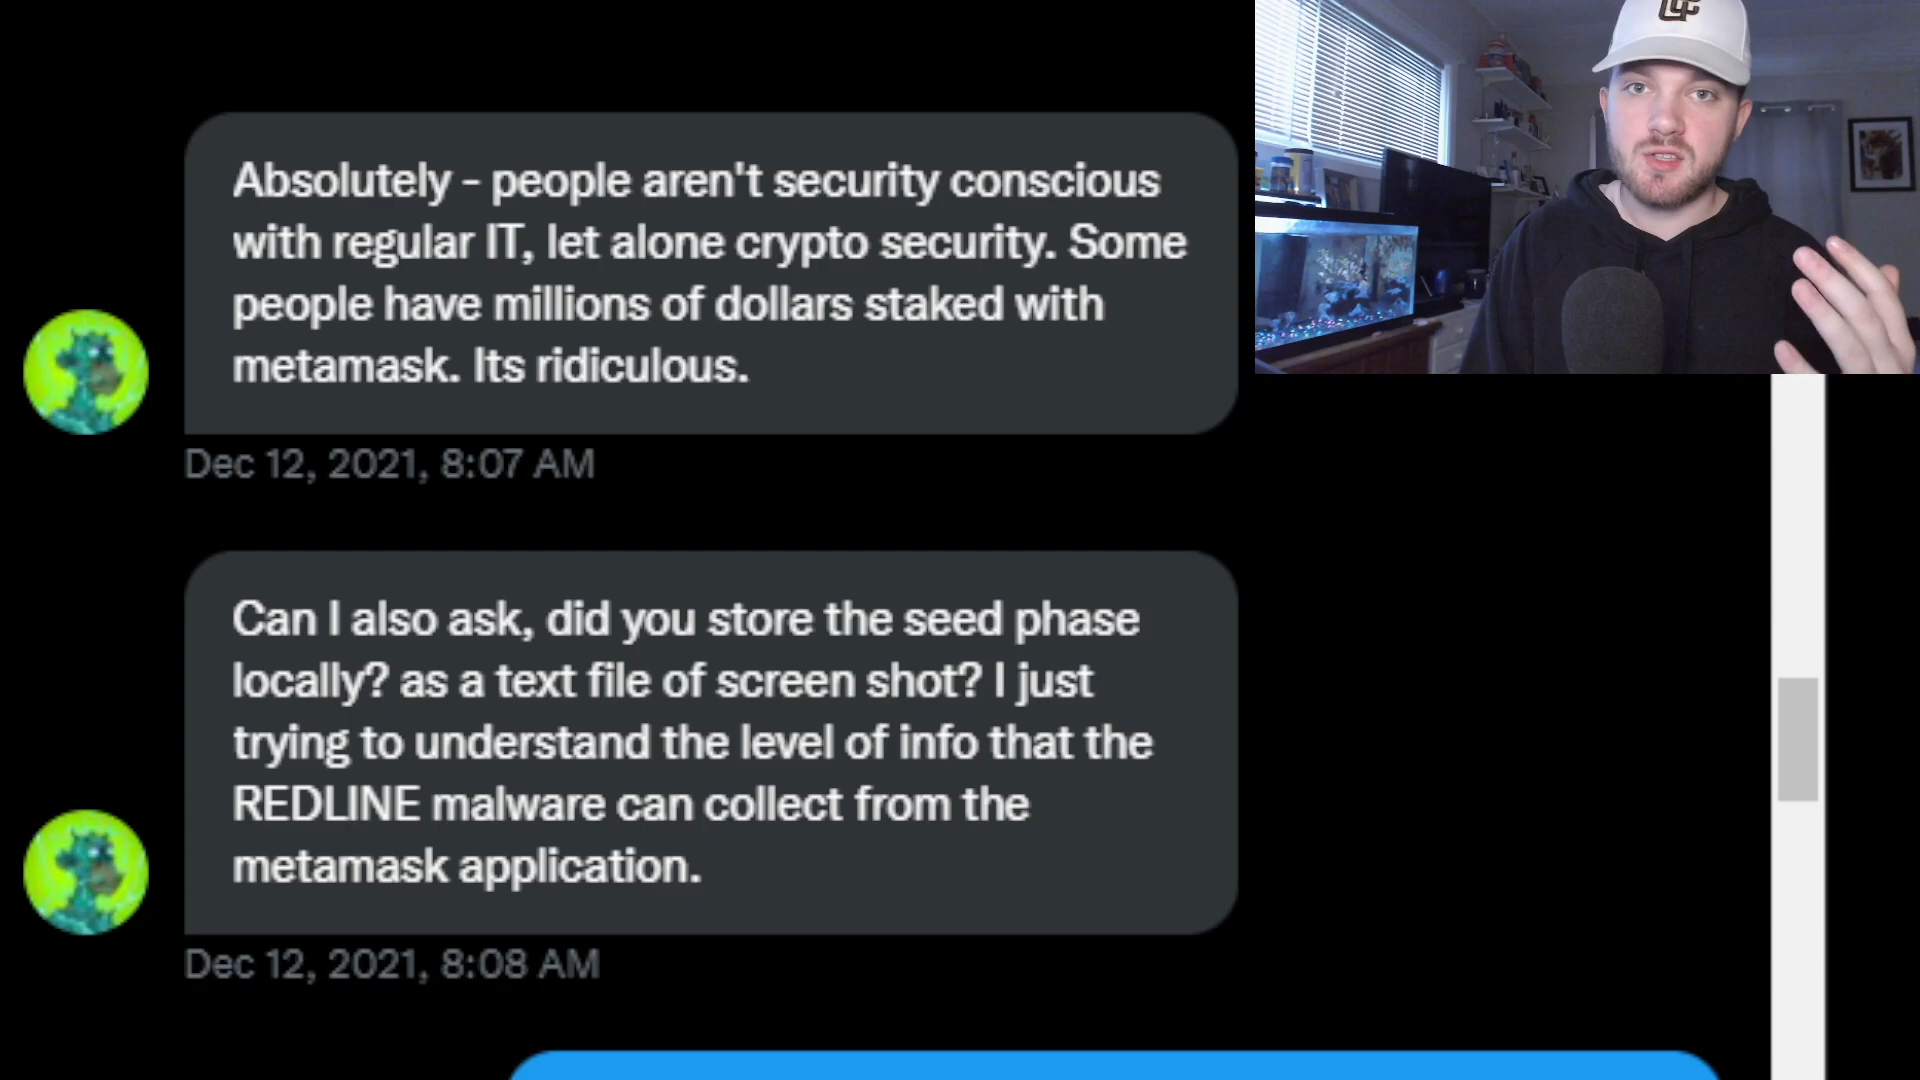 Absolutely - people aren't security conscious
with regular IT, let alone crypto security. Some
people have millions of dollars staked with
metamask. Its ridiculous.
Dec 12, 2021, 8:07 AM
Can I also ask, did you store the seed phase
locally? as a text file of screen shot? I just
trying to understand the level of info that the
REDLINE malware can collect from the
metamask application.
Dec 12, 2021, 8:08 AM